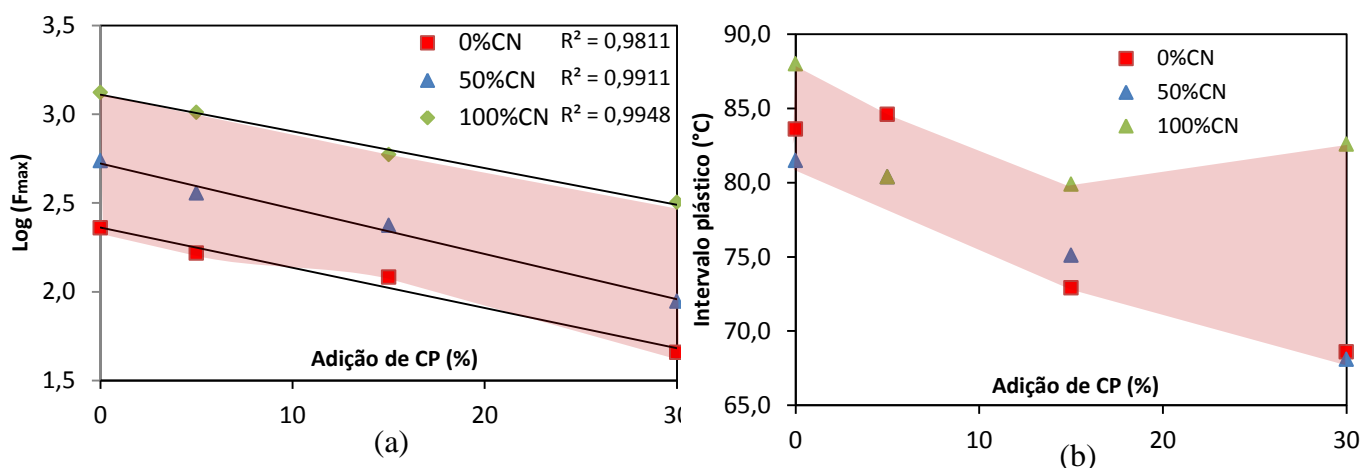 3,5
3,0
2,5
2,0
1,5
Log (Fmax)
0%CN R² = 0,9811
50%CN R² = 0,9911
100%CN R² = 0,9948
Adição de CP (%)
0 10 20 30
(a)
90,0
85,0
80,0
75,0
70,0
65,0
Intervalo plástico (°C)
0%CN
50%CN
100%CN
Adição de CP (%)
0 10 20 30
(b)